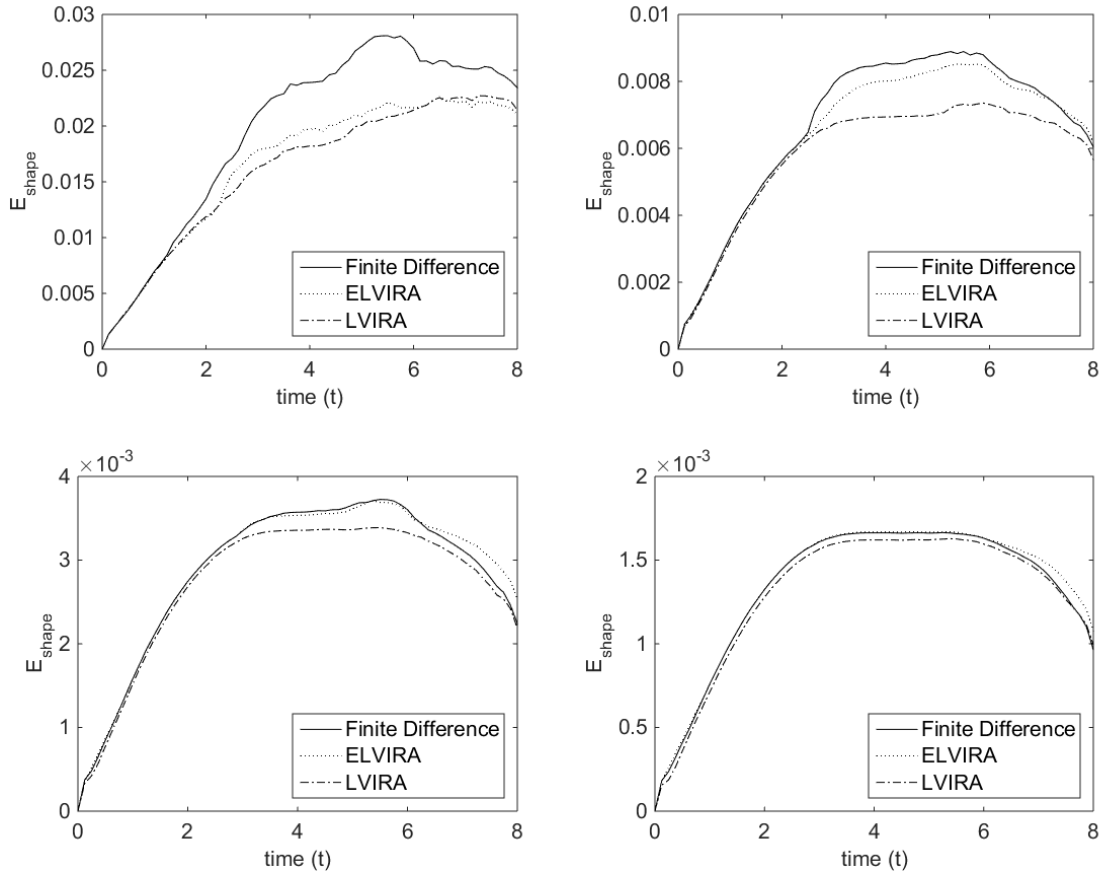 0.03
0.025
0.02
0.015
0.01
0.005
0
E_shape
0 2 4 6 8
time (t)
Finite Difference
ELVIRA
LVIRA
0.01
0.008
0.006
0.004
0.002
0
E_shape
0 2 4 6 8
time (t)
Finite Difference
ELVIRA
LVIRA
×10⁻³
4
3
2
1
0
E_shape
0 2 4 6 8
time (t)
Finite Difference
ELVIRA
LVIRA
×10⁻³
2
1.5
1
0.5
0
E_shape
0 2 4 6 8
time (t)
Finite Difference
ELVIRA
LVIRA